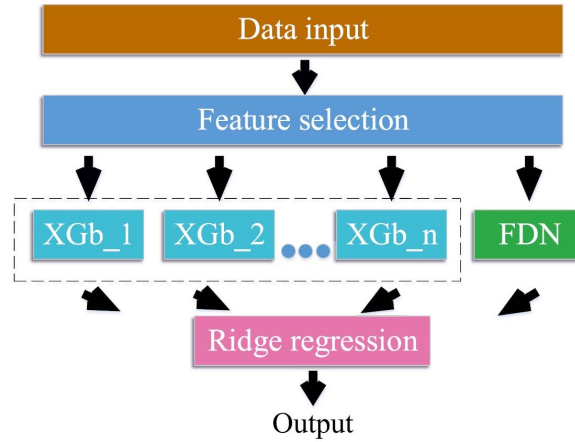 Data input
Feature selection
XGb_1 XGb_2 XGb_n FDN
Ridge regression
Output